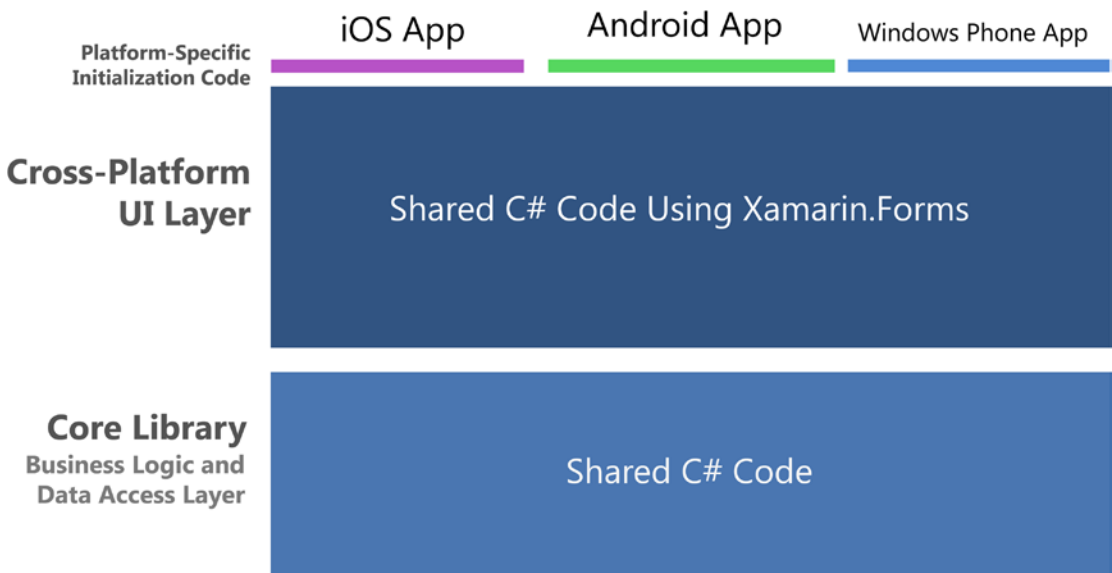 iOS App
Android App
Windows Phone App
Platform-Specific
Initialization Code
Cross-Platform
UI Layer
Shared C# Code Using Xamarin.Forms
Core Library
Business Logic and
Data Access Layer
Shared C# Code